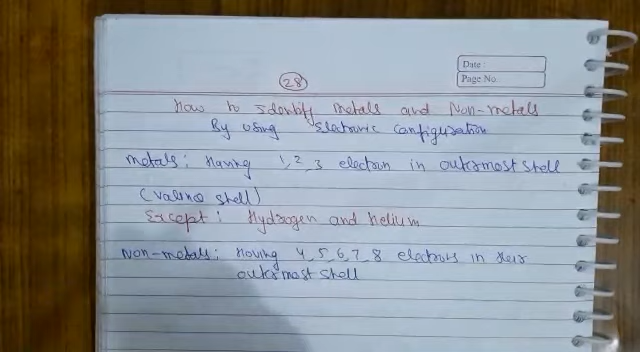 Date:
Page No.
28
How to Identify Metals and Non-metals
By using Electronic Configuration
Metals: Having 1, 2, 3 electron in outermost shell
(Valence shell)
Except: Hydrogen and Helium
Non-metals: Having 4, 5, 6, 7, 8 electrons in their
outermost shell